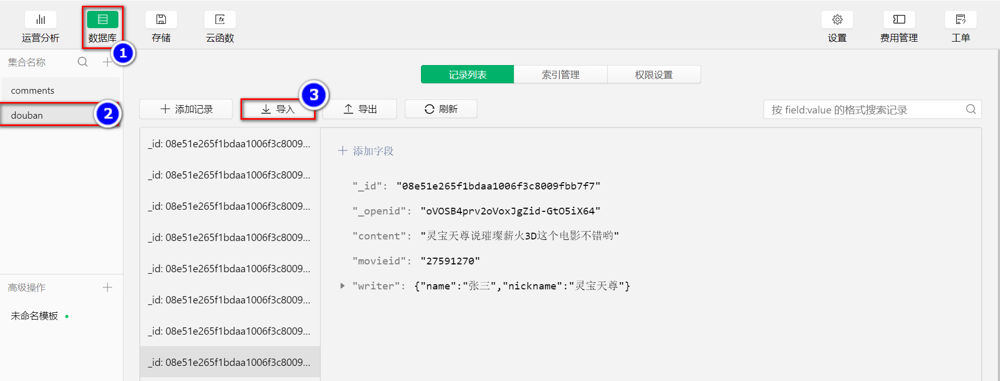 运营分析
数据库
存储
云函数
设置
费用管理
工单
1
集合名称
comments
douban
2
高级操作
未命名模板
记录列表
索引管理
权限设置
添加记录
导入
3
导出
刷新
按 field:value 的格式搜索记录
_id: 08e51e265f1bdaa1006f3c8009...
_id: 08e51e265f1bdaa1006f3c8009...
_id: 08e51e265f1bdaa1006f3c8009...
_id: 08e51e265f1bdaa1006f3c8009...
_id: 08e51e265f1bdaa1006f3c8009...
_id: 08e51e265f1bdaa1006f3c8009...
_id: 08e51e265f1bdaa1006f3c8009...
_id: 08e51e265f1bdaa1006f3c8009...
添加字段
"_id": "08e51e265f1bdaa1006f3c8009fbb7f7"
"_openid": "oVOSB4prv2oVoxJgZid-GtO5iX64"
"content": "灵宝天尊说璀璨薪火3D这个电影不错哟"
"movieid": "27591270"
"writer": {"name":"张三","nickname":"灵宝天尊"}